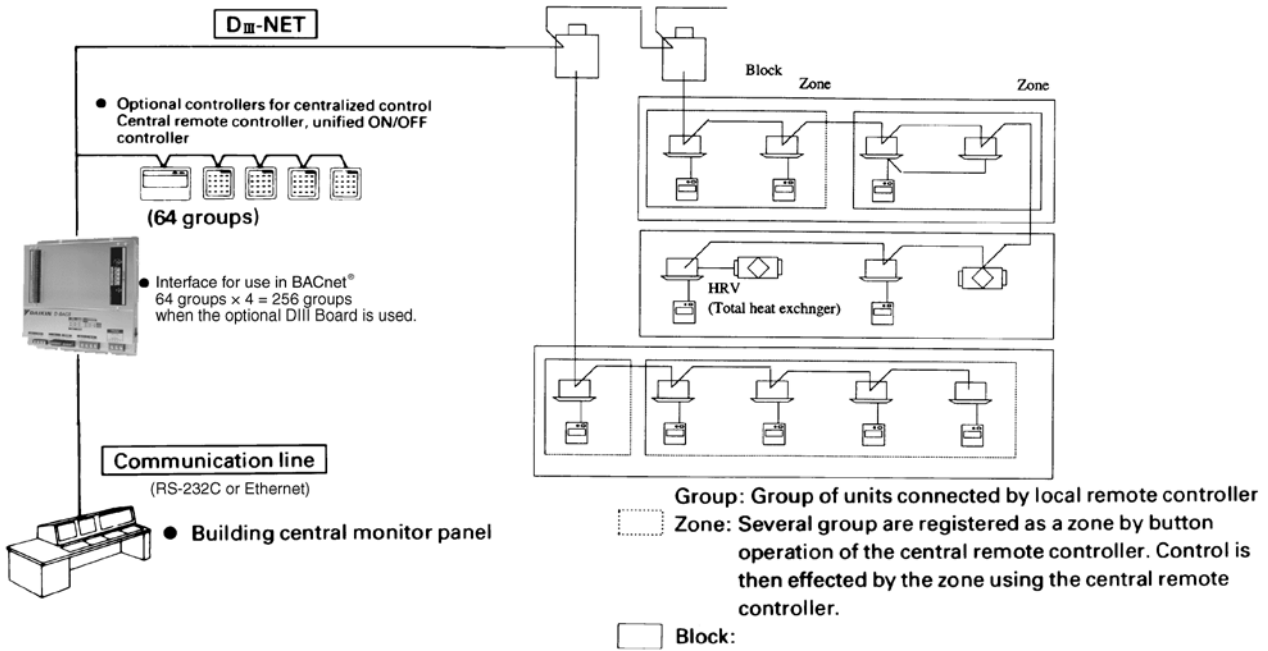 DIII-NET
● Optional controllers for centralized control
Central remote controller, unified ON/OFF
controller
(64 groups)
● Interface for use in BACnet®
64 groups × 4 = 256 groups
when the optional DIII Board is used.
DAIKIN
Communication line
(RS-232C or Ethernet)
● Building central monitor panel
Block
Zone
Zone
HRV
(Total heat exchnger)
Group: Group of units connected by local remote controller
Zone: Several group are registered as a zone by button
operation of the central remote controller. Control is
then effected by the zone using the central remote
controller.
Block: